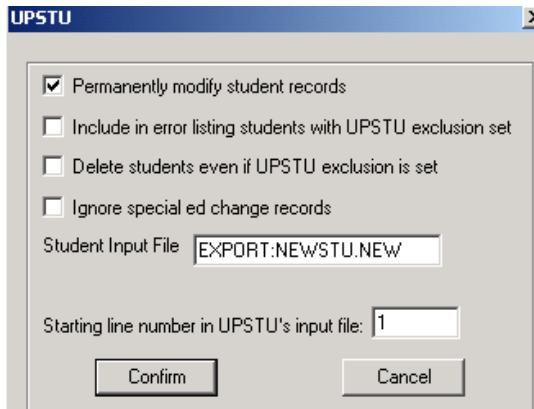 UPSTU
Permanently modify student records
Include in error listing students with UPSTU exclusion set
Delete students even if UPSTU exclusion is set
Ignore special ed change records
Student Input File EXPORT:NEWSTU.NEW
Starting line number in UPSTU's input file: 1
Confirm Cancel